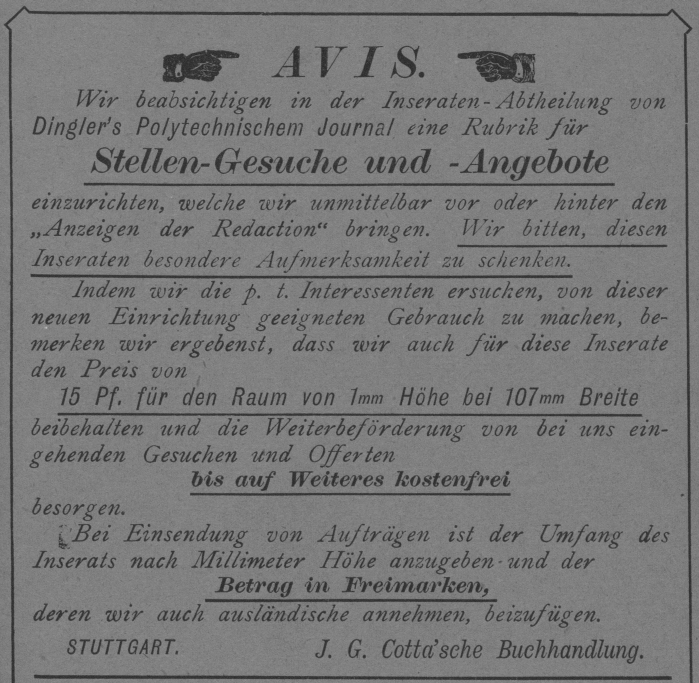 AVIS.
Wir beabsichtigen in der Inseraten-Abtheilung von
Dingler's Polytechnischem Journal eine Rubrik für
Stellen-Gesuche und -Angebote
einzurichten, welche wir unmittelbar vor oder hinter den
„Anzeigen der Redaction“ bringen. Wir bitten, diesen
Inseraten besondere Aufmerksamkeit zu schenken.
Indem wir die p. t. Interessenten ersuchen, von dieser
neuen Einrichtung geeigneten Gebrauch zu machen, be-
merken wir ergebenst, dass wir auch für diese Inserate
den Preis von
15 Pf. für den Raum von 1mm Höhe bei 107mm Breite
beibehalten und die Weiterbeförderung von bei uns ein-
gehenden Gesuchen und Offerten
bis auf Weiteres kostenfrei
besorgen.
Bei Einsendung von Aufträgen ist der Umfang des
Inserats nach Millimeter Höhe anzugeben und der
Betrag in Freimarken,
deren wir auch ausländische annehmen, beizufügen.
STUTTGART. J. G. Cotta'sche Buchhandlung.